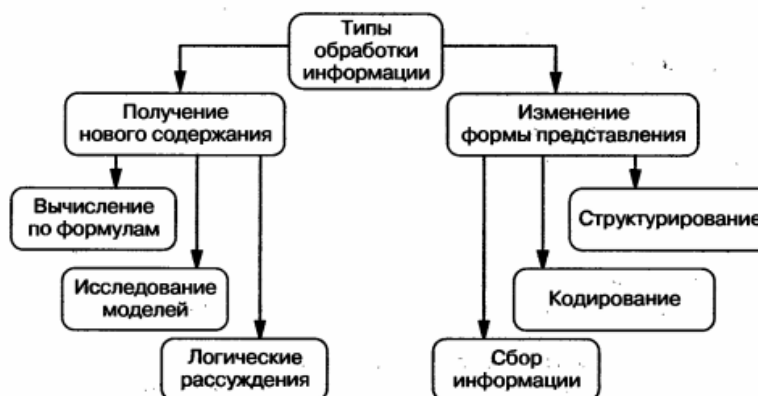 Типы
обработки
информации
Получение
нового содержания
Изменение
формы представления
Вычисление
по формулам
Структурирование
Исследование
моделей
Кодирование
Логические
рассуждения
Сбор
информации